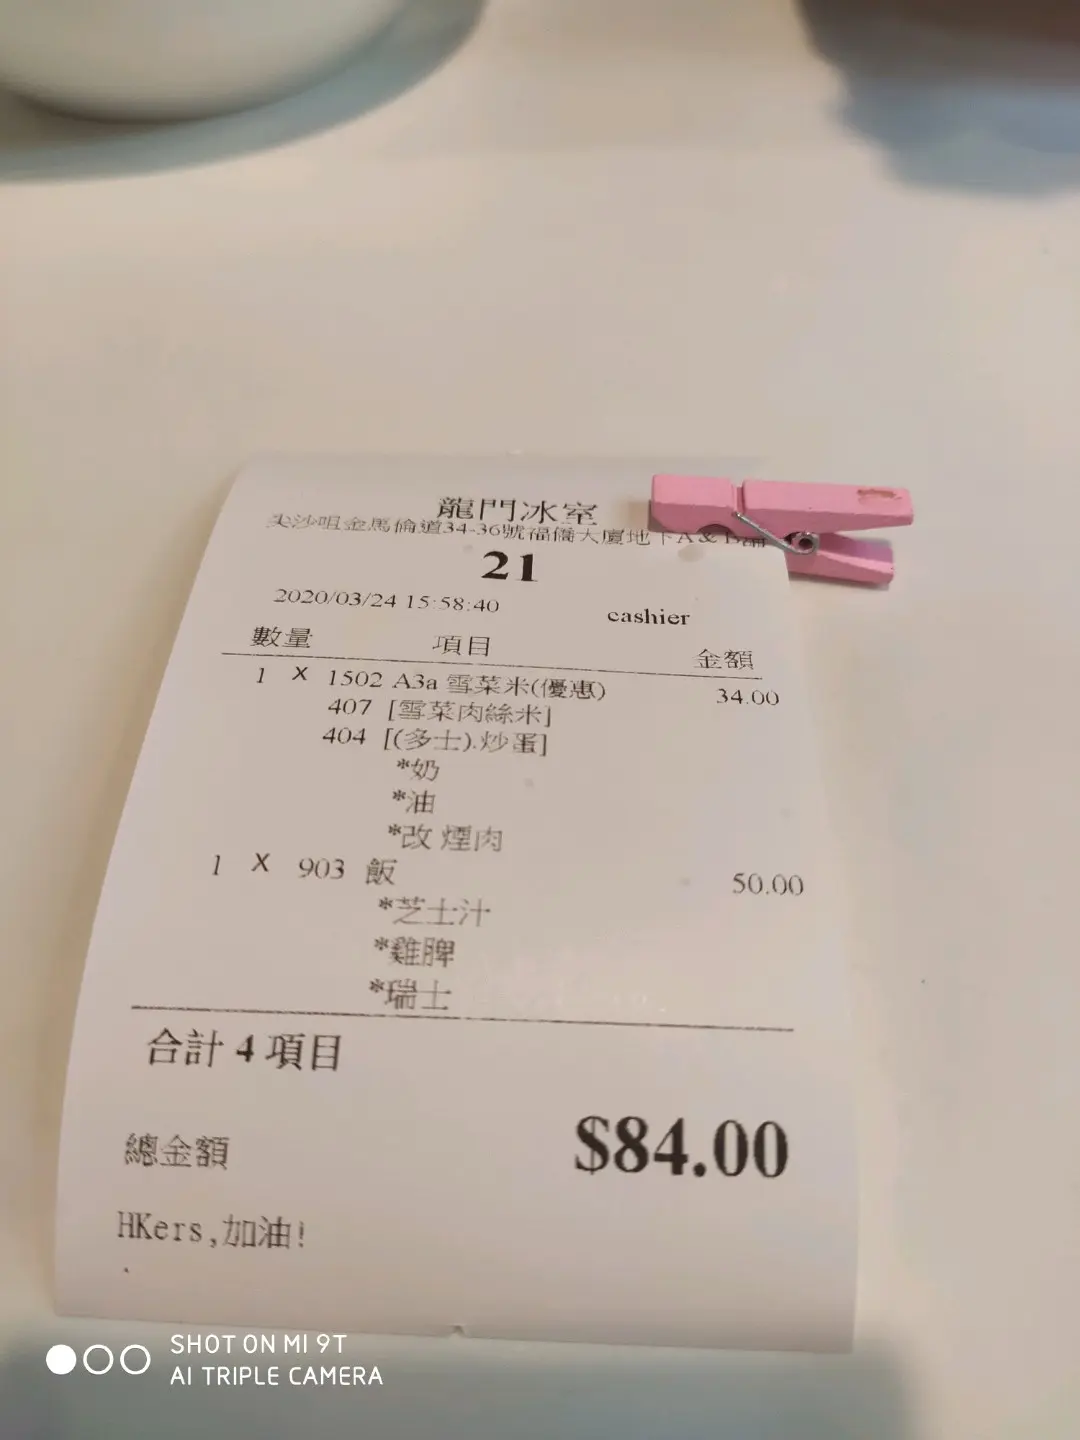 龍門冰室
尖沙咀金馬倫道34-36號福僑大廈地下A & B舖
21
2020/03/24 15:58:40 cashier
數量 項目 金額
1 X 1502 A3a 雪菜米(優惠) 34.00
407 [雪菜肉絲米]
404 [(多士).炒蛋]
*奶
*油
*改 煙肉
1 X 903 飯 50.00
*芝士汁
*雞脾
*瑞士
合計 4 項目
總金額 $84.00
HKers,加油!
SHOT ON MI 9T
AI TRIPLE CAMERA